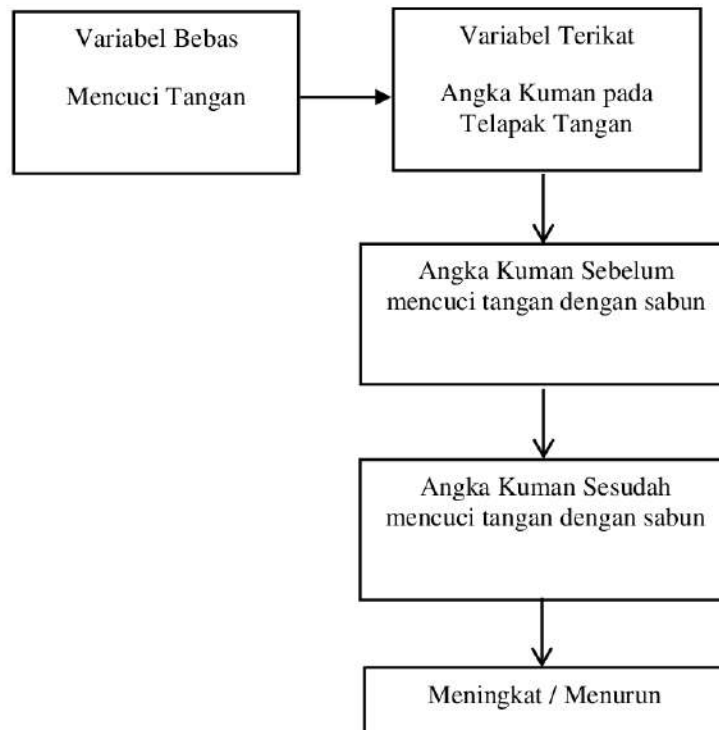 Variabel Bebas
Mencuci Tangan
Variabel Terikat
Angka Kuman pada
Telapak Tangan
Angka Kuman Sebelum
mencuci tangan dengan sabun
Angka Kuman Sesudah
mencuci tangan dengan sabun
Meningkat / Menurun